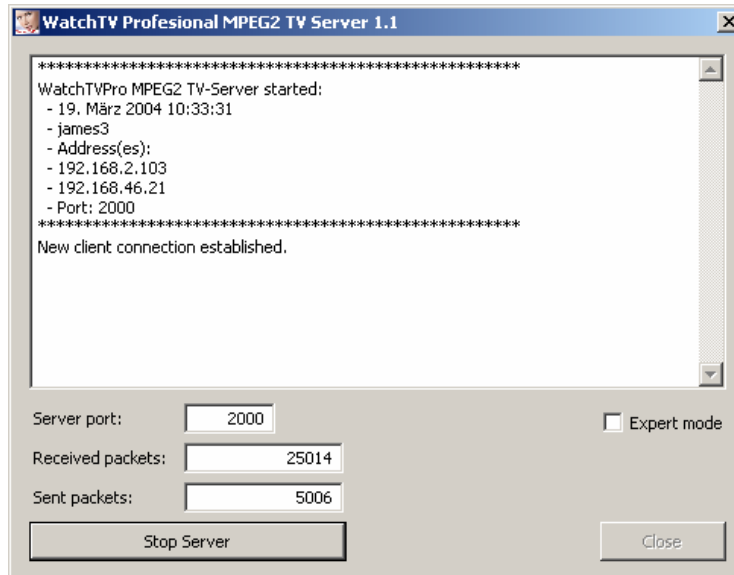 WatchTV Profesional MPEG2 TV Server 1.1
*****************************************************
WatchTVPro MPEG2 TV-Server started:
- 19. März 2004 10:33:31
- james3
- Address(es):
- 192.168.2.103
- 192.168.46.21
- Port: 2000
*****************************************************
New client connection established.
Server port: 2000
Expert mode
Received packets: 25014
Sent packets: 5006
Stop Server
Close